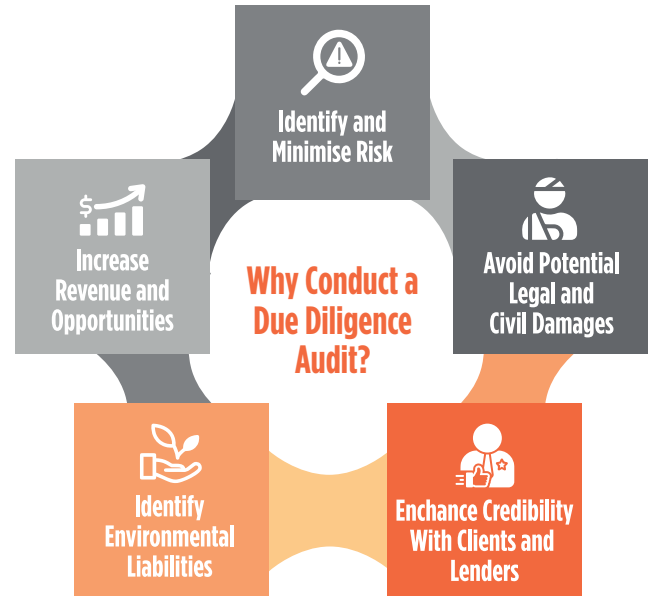 Identify and
Minimise Risk
$
Increase
Revenue and
Opportunities
Why Conduct a
Due Diligence
Audit?
Avoid Potential
Legal and
Civil Damages
Identify
Environmental
Liabilities
Enchance Credibility
With Clients and
Lenders